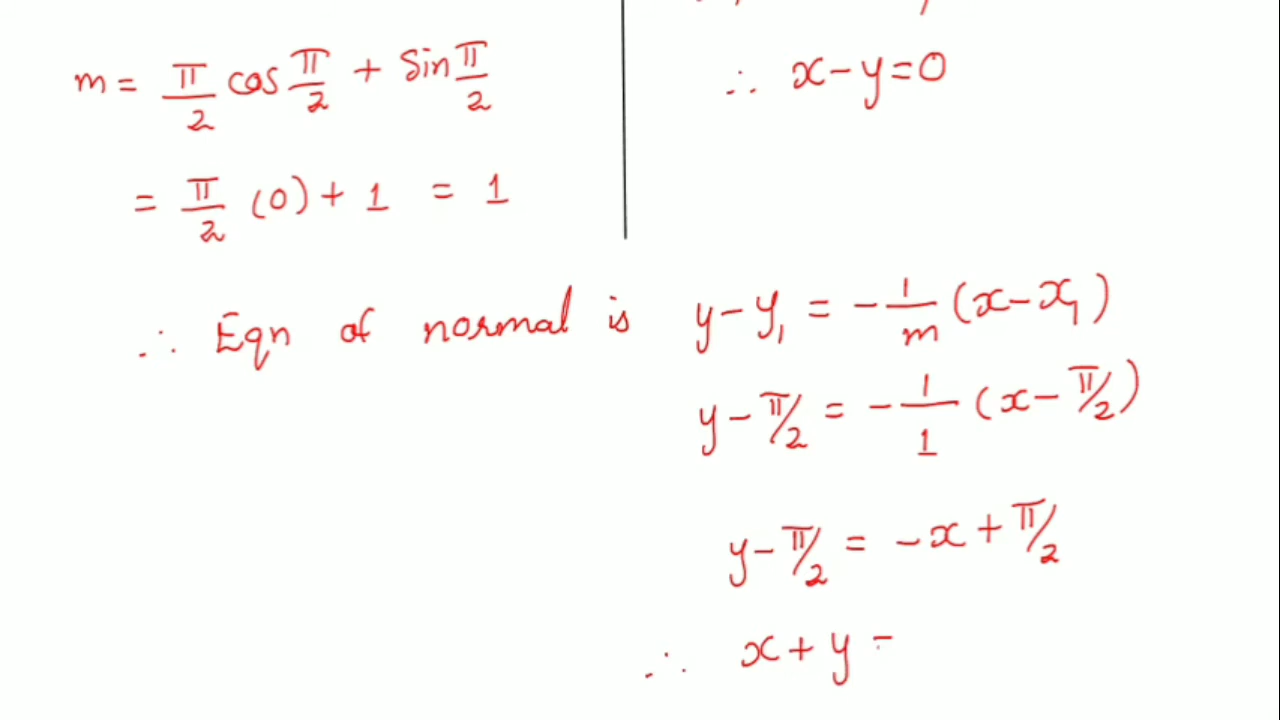 m = π/2 cos π/2 + Sin π/2
= π/2 (0) + 1 = 1
∴ x - y = 0
∴ Eqn of normal is y - y₁ = - 1/m (x - x₁)
y - π/2 = - 1/1 (x - π/2)
y - π/2 = - x + π/2
∴ x + y =